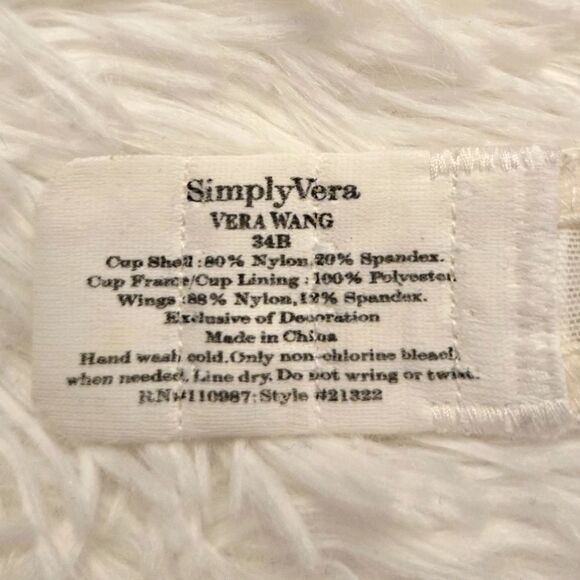 SimplyVera
VERA WANG
34B
Cup Shell :80% Nylon,20% Spandex.
Cup Frame/Cup Lining : 100% Polyester.
Wings :88% Nylon,12% Spandex.
Exclusive of Decoration
Made in China
Hand wash cold.Only non-chlorine bleach,
when needed. Line dry. Do not wring or twist.
RN#110987; Style #21322